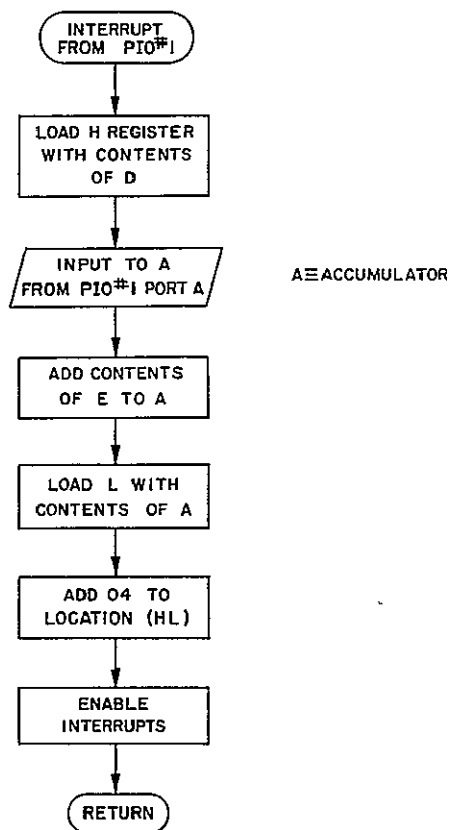 INTERRUPT
FROM PIO#1
LOAD H REGISTER
WITH CONTENTS
OF D
INPUT TO A
FROM PIO#1 PORT A
A≡ACCUMULATOR
ADD CONTENTS
OF E TO A
LOAD L WITH
CONTENTS OF A
ADD 04 TO
LOCATION (HL)
ENABLE
INTERRUPTS
RETURN